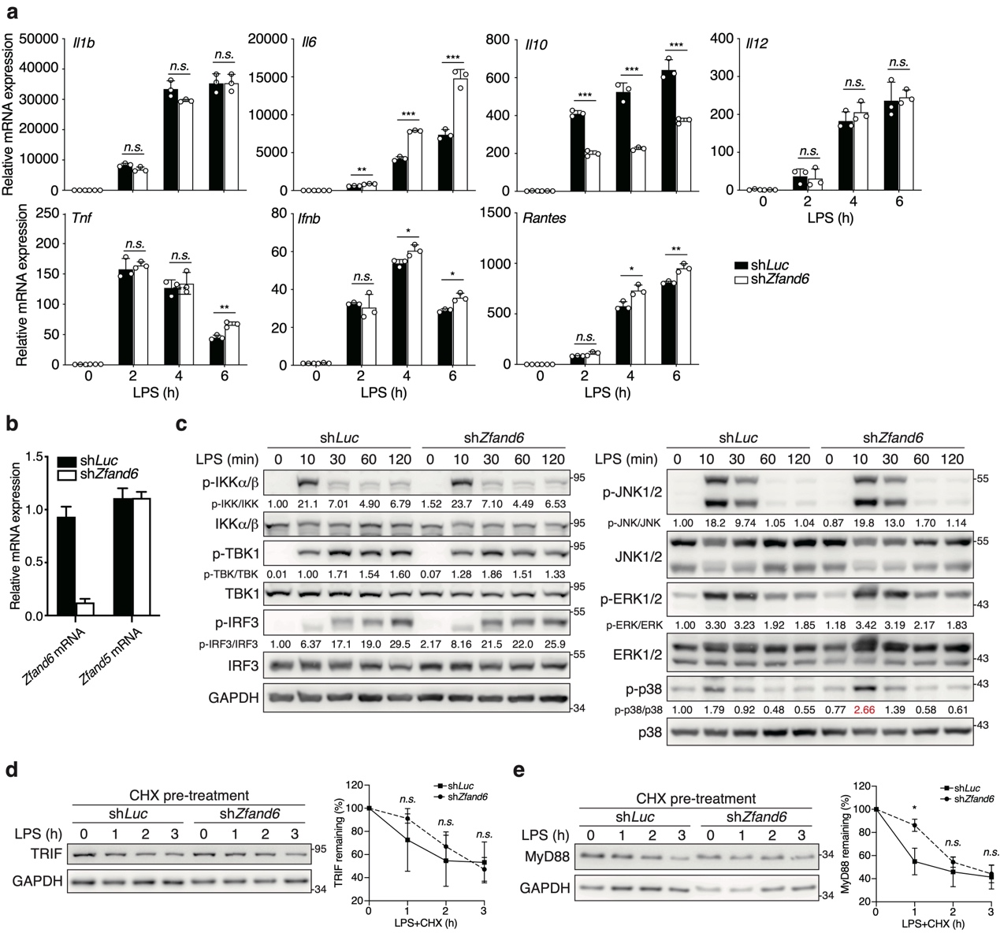 a
Relative mRNA expression
50000
40000
30000
20000
10000
0
Il1b
n.s.
n.s.
n.s.
20000
15000
10000
5000
0
Il6
**
***
***
800
600
400
200
0
Il10
***
***
***
400
300
200
100
0
Il12
n.s.
n.s.
n.s.
0 2 4 6
LPS (h)
Relative mRNA expression
250
200
150
100
50
0
Tnf
n.s.
n.s.
**
0 2 4 6
LPS (h)
80
60
40
20
0
Ifnb
n.s.
*
*
0 2 4 6
LPS (h)
1500
1000
500
0
Rantes
n.s.
*
**
0 2 4 6
LPS (h)
shLuc
shZfand6
b
Relative mRNA expression
1.5
1.0
0.5
0.0
shLuc
shZfand6
Zfand6 mRNA
Zfand5 mRNA
c
shLuc shZfand6
LPS (min) 0 10 30 60 120 0 10 30 60 120
p-IKKα/β -95
p-IKK/IKK 1.00 21.1 7.01 4.90 6.79 1.52 23.7 7.10 4.49 6.53
IKKα/β -95
p-TBK1 -95
p-TBK/TBK 0.01 1.00 1.71 1.54 1.60 0.07 1.28 1.86 1.51 1.33
TBK1 -95
p-IRF3 -55
p-IRF3/IRF3 1.00 6.37 17.1 19.0 29.5 2.17 8.16 21.5 22.0 25.9
IRF3 -55
GAPDH -34
shLuc shZfand6
LPS (min) 0 10 30 60 120 0 10 30 60 120
p-JNK1/2 -55
p-JNK/JNK 1.00 18.2 9.74 1.05 1.04 0.87 19.8 13.0 1.70 1.14
JNK1/2 -55
p-ERK1/2 -43
p-ERK/ERK 1.00 3.30 3.23 1.92 1.85 1.18 3.42 3.19 2.17 1.83
ERK1/2 -43
p-p38 -43
p-p38/p38 1.00 1.79 0.92 0.48 0.55 0.77 2.66 1.39 0.58 0.61
p38 -43
d
CHX pre-treatment
shLuc shZfand6
LPS (h) 0 1 2 3 0 1 2 3
TRIF -95
GAPDH -34
TRIF remaining (%)
120
100
80
60
40
20
shLuc
shZfand6
n.s.
n.s.
n.s.
0 1 2 3
LPS+CHX (h)
e
CHX pre-treatment
shLuc shZfand6
LPS (h) 0 1 2 3 0 1 2 3
MyD88 -34
GAPDH -34
MyD88 remaining (%)
120
100
80
60
40
20
shLuc
shZfand6
*
n.s.
n.s.
0 1 2 3
LPS+CHX (h)